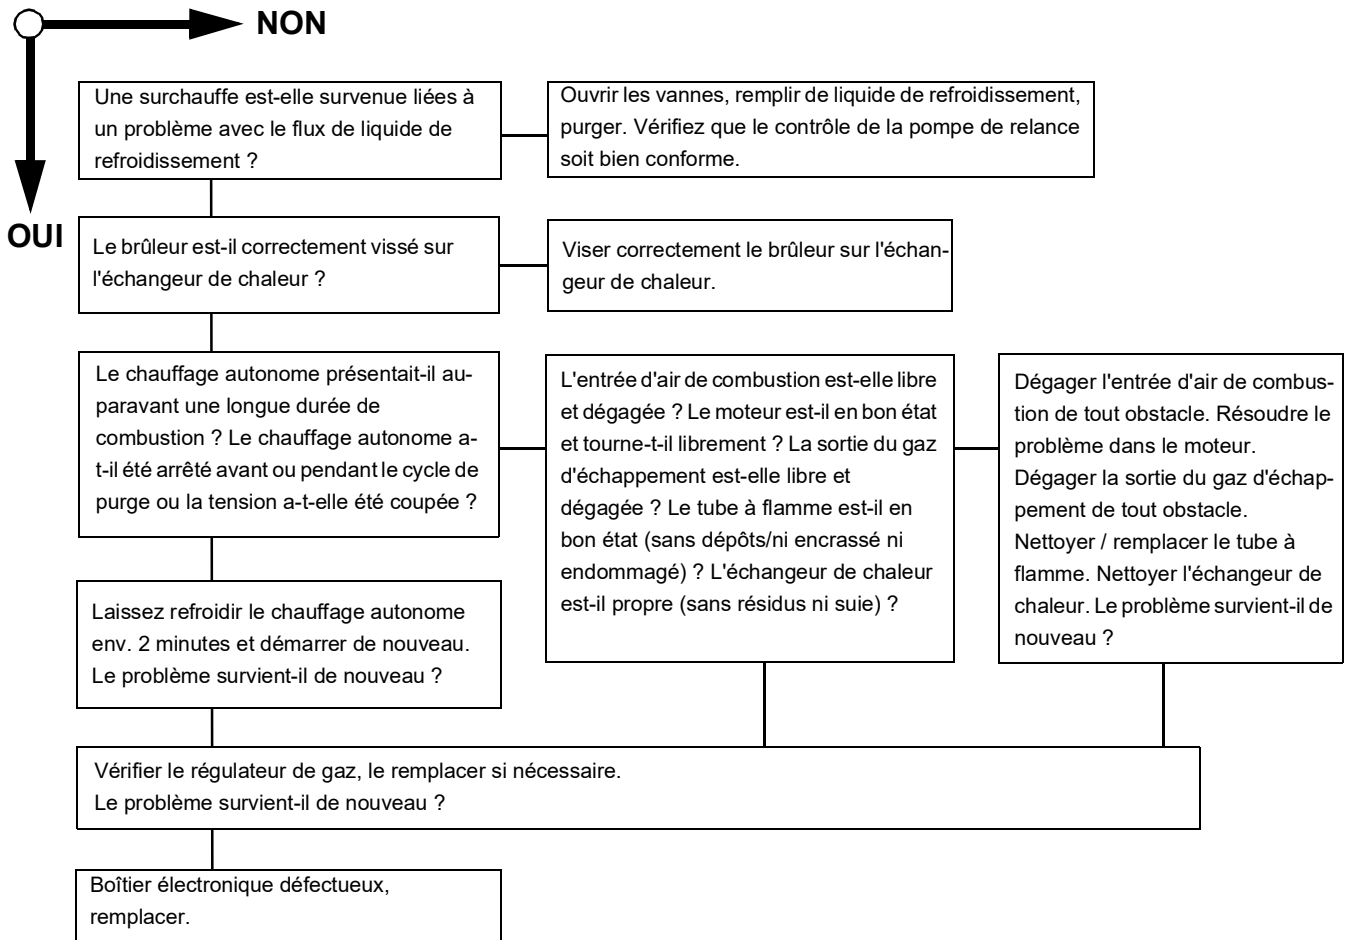 NON
OUI
Une surchauffe est-elle survenue liées à
un problème avec le flux de liquide de
refroidissement ?
Ouvrir les vannes, remplir de liquide de refroidissement,
purger. Vérifiez que le contrôle de la pompe de relance
soit bien conforme.
Le brûleur est-il correctement vissé sur
l'échangeur de chaleur ?
Viser correctement le brûleur sur l'échan-
geur de chaleur.
Le chauffage autonome présentait-il au-
paravant une longue durée de
combustion ? Le chauffage autonome a-
t-il été arrêté avant ou pendant le cycle de
purge ou la tension a-t-elle été coupée ?
L'entrée d'air de combustion est-elle libre
et dégagée ? Le moteur est-il en bon état
et tourne-t-il librement ? La sortie du gaz
d'échappement est-elle libre et
dégagée ? Le tube à flamme est-il en
bon état (sans dépôts/ni encrassé ni
endommagé) ? L'échangeur de chaleur
est-il propre (sans résidus ni suie) ?
Dégager l'entrée d'air de combus-
tion de tout obstacle. Résoudre le
problème dans le moteur.
Dégager la sortie du gaz d'échap-
pement de tout obstacle.
Nettoyer / remplacer le tube à
flamme. Nettoyer l'échangeur de
chaleur. Le problème survient-il de
nouveau ?
Laissez refroidir le chauffage autonome
env. 2 minutes et démarrer de nouveau.
Le problème survient-il de nouveau ?
Vérifier le régulateur de gaz, le remplacer si nécessaire.
Le problème survient-il de nouveau ?
Boîtier électronique défectueux,
remplacer.